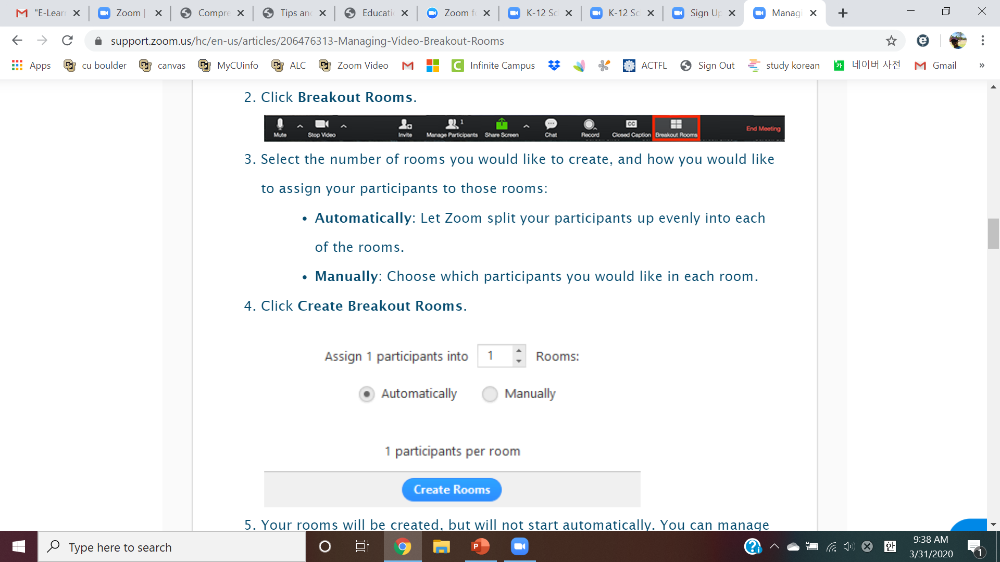 "E-Lear
Zoom |
Compre
Tips an
Educati
Zoom f
K-12 Sc
K-12 Sc
Sign Up
Managi
support.zoom.us/hc/en-us/articles/206476313-Managing-Video-Breakout-Rooms
Apps cu boulder canvas MyCUinfo ALC Zoom Video Infinite Campus ACTFL Sign Out study korean 네이버 사전 Gmail »
2. Click Breakout Rooms.
Mute Stop Video Invite Manage Participants 1 Share Screen Chat Record CC Closed Caption Breakout Rooms End Meeting
3. Select the number of rooms you would like to create, and how you would like
to assign your participants to those rooms:
• Automatically: Let Zoom split your participants up evenly into each
of the rooms.
• Manually: Choose which participants you would like in each room.
4. Click Create Breakout Rooms.
Assign 1 participants into 1 Rooms:
Automatically Manually
1 participants per room
Create Rooms
5. Your rooms will be created, but will not start automatically. You can manage
Type here to search
한
9:38 AM
3/31/2020
1